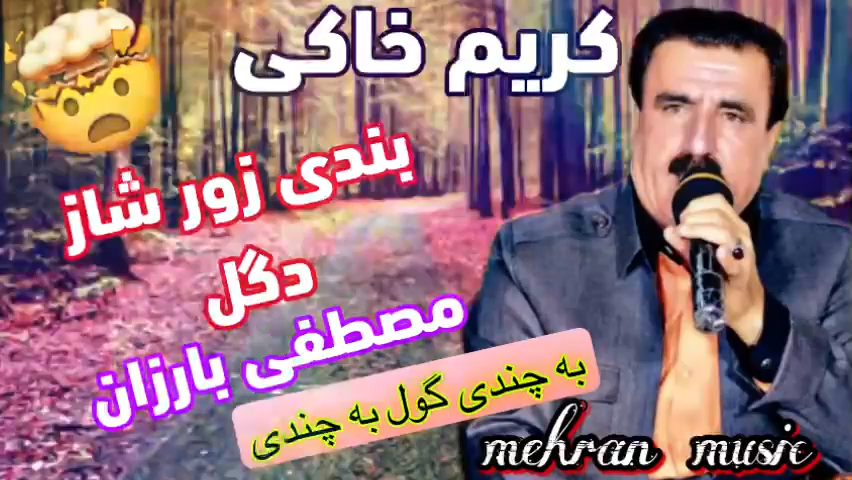 کریم خاکی
بندی زور شاز
دگل
مصطفی بارزان
به چندی گول به چندی
mehran music